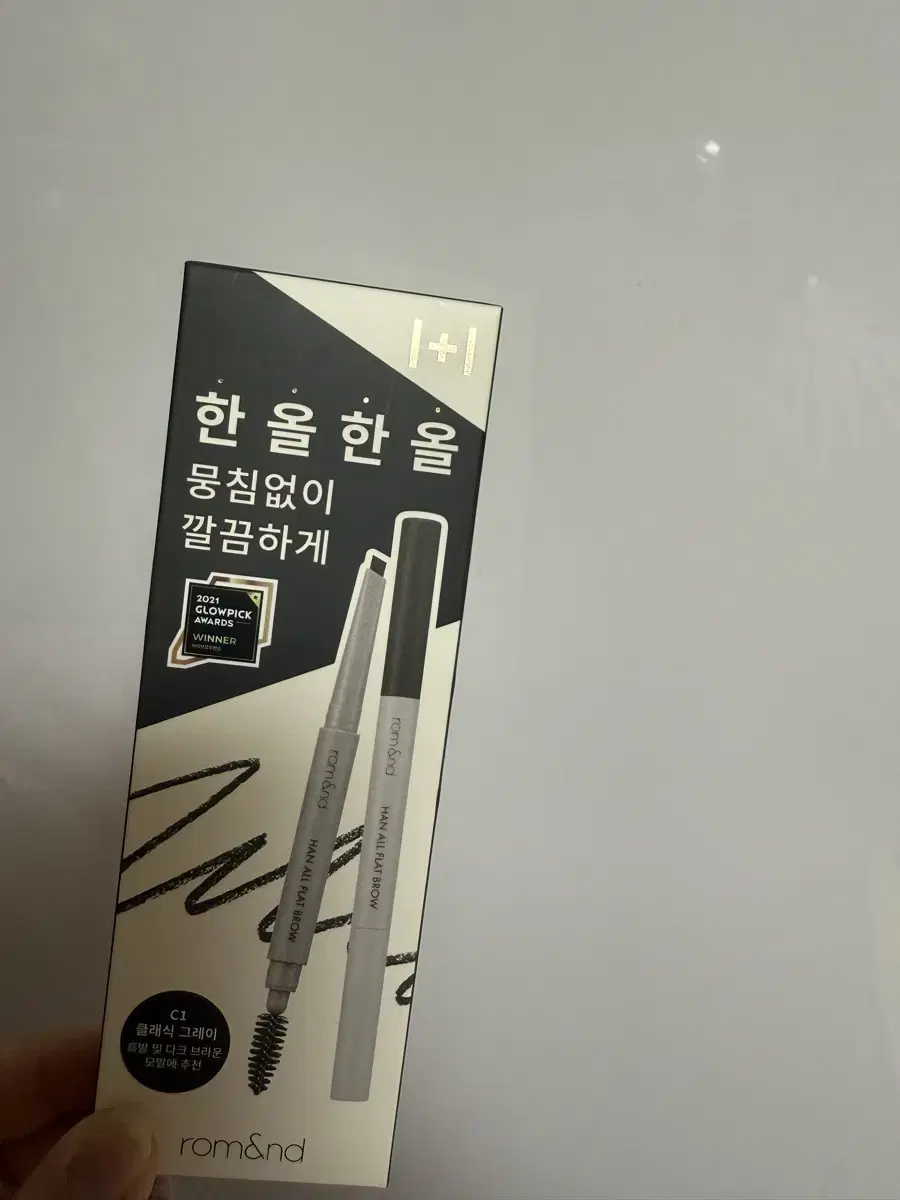 1+1
한 올 한 올
뭉침없이
깔끔하게
2021
GLOWPICK
AWARDS
WINNER
rom&nd
HAN ALL FLAT BROW
rom&nd
HAN ALL FLAT BROW
C1
클래식 그레이
흑발 및 다크 브라운
모발에 추천
rom&nd